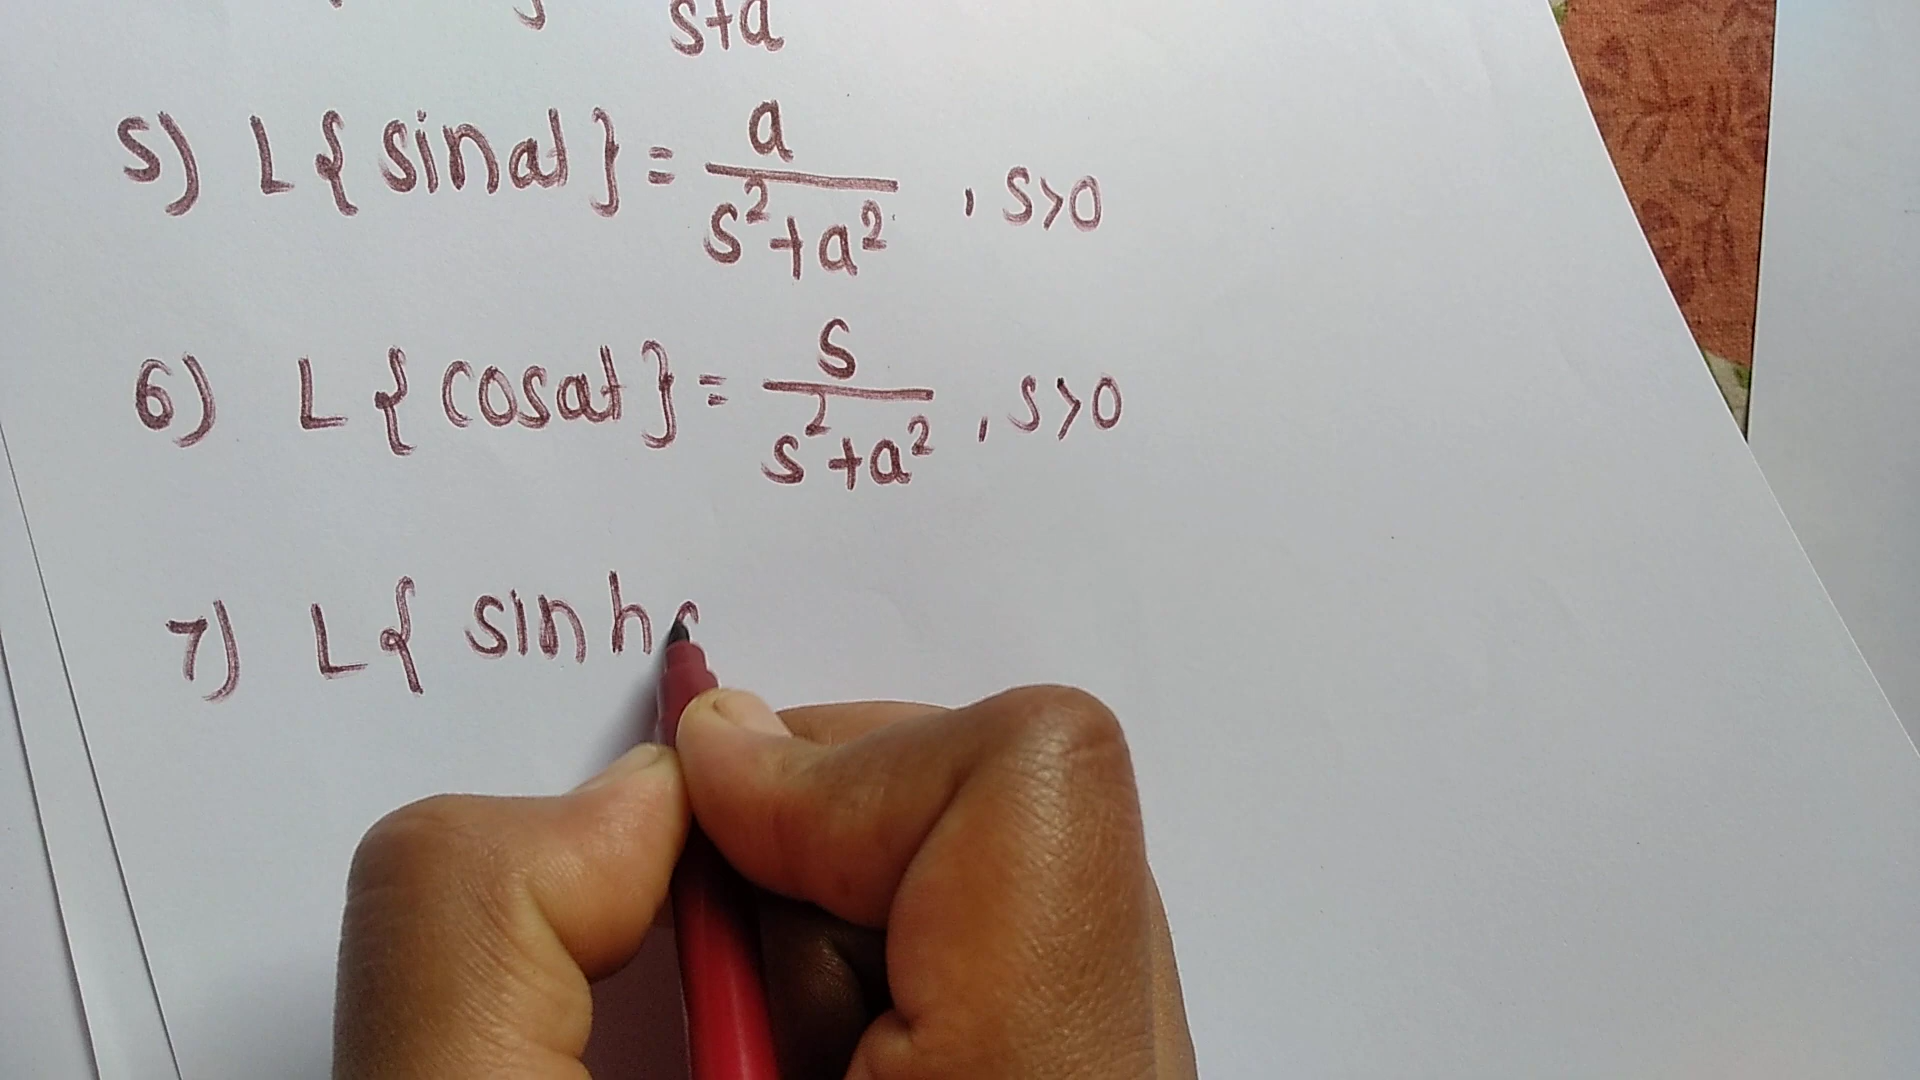 s+a
5) L{sinat} = a/(s²+a²), s>0
6) L{cosat} = s/(s²+a²), s>0
7) L{ sinh